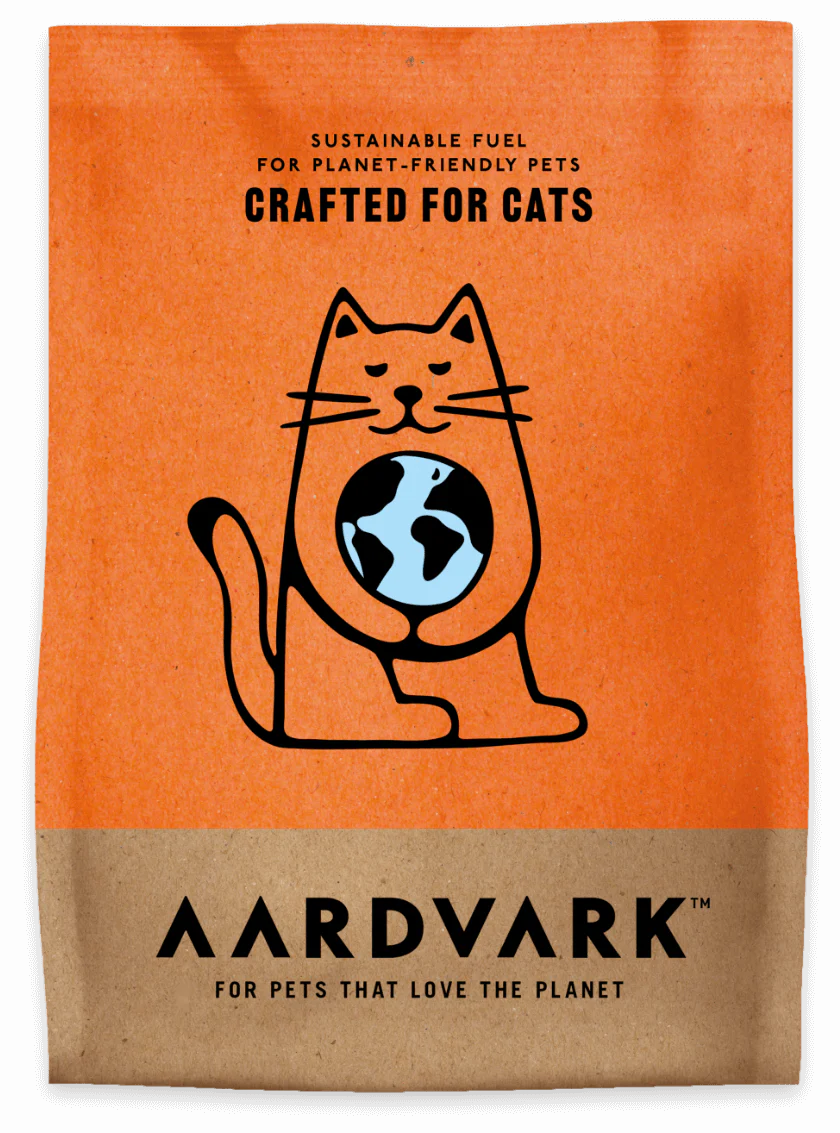 SUSTAINABLE FUEL
FOR PLANET-FRIENDLY PETS
CRAFTED FOR CATS
AARDVARK™
FOR PETS THAT LOVE THE PLANET